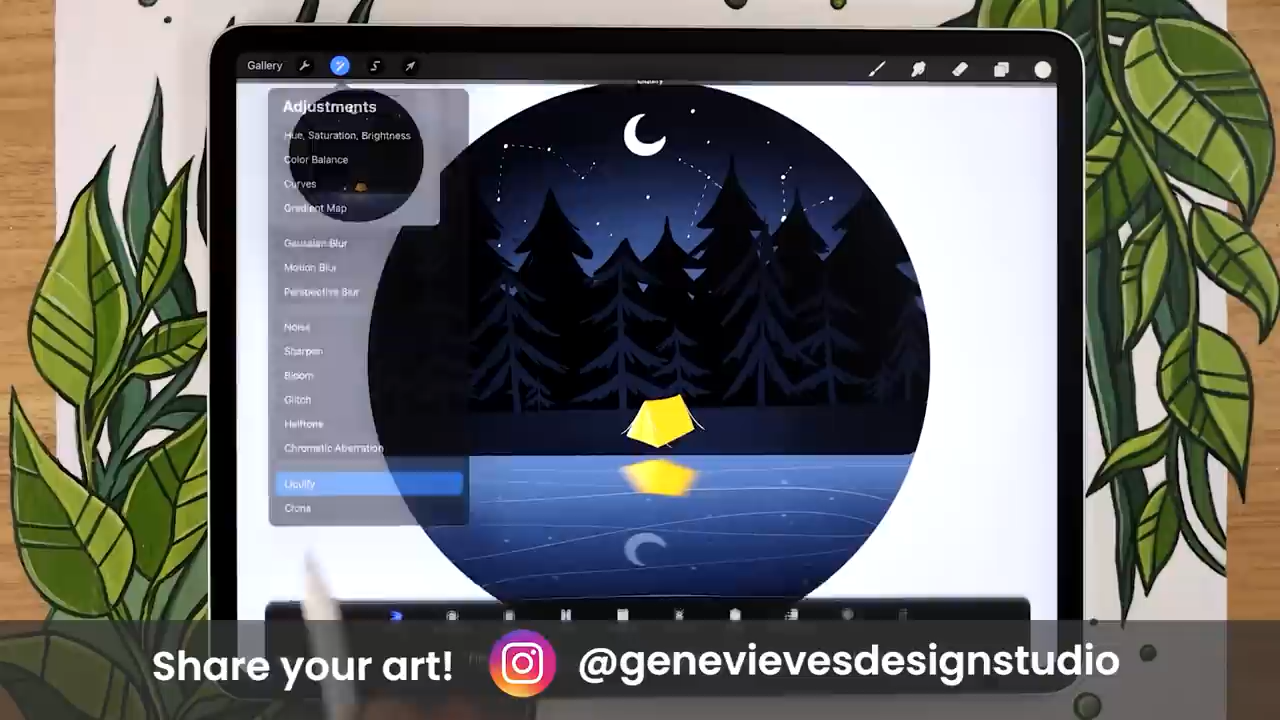 Gallery
Adjustments
Hue, Saturation, Brightness
Color Balance
Curves
Gradient Map
Gaussian Blur
Motion Blur
Perspective Blur
Noise
Sharpen
Bloom
Glitch
Halftone
Chromatic Aberration
Liquify
Clone
Liquify
Share your art!
@genevievesdesignstudio